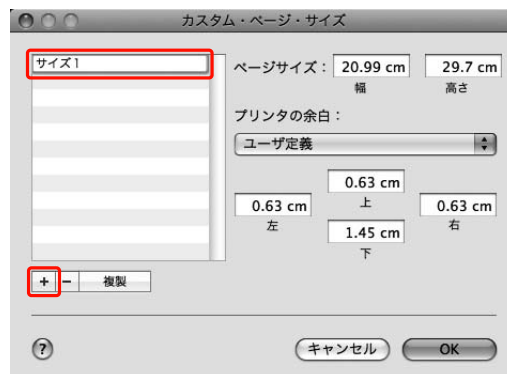 カスタム・ページ・サイズ
サイズ1
ページサイズ： 20.99 cm 29.7 cm
幅 高さ
プリンタの余白：
ユーザ定義
0.63 cm
上
0.63 cm 0.63 cm
左 右
1.45 cm
下
+ − 複製
? キャンセル OK